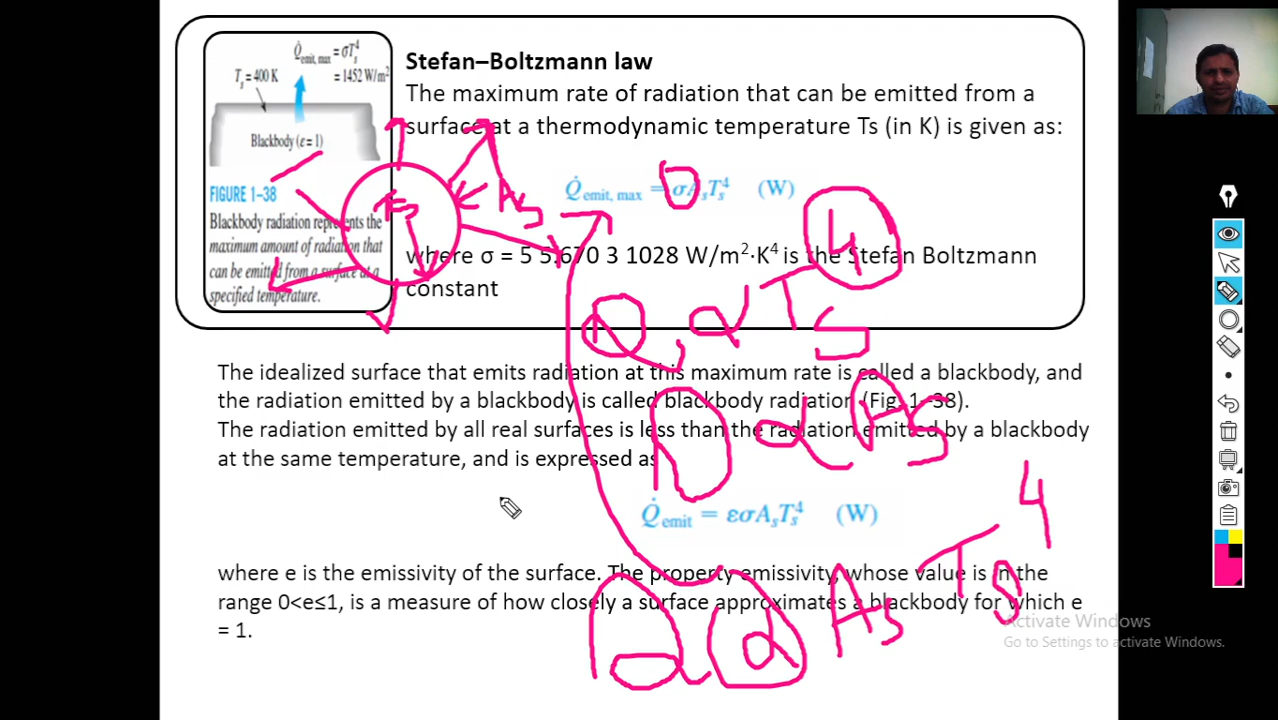 Q̇emit, max = σTs⁴
= 1452 W/m²
Ts = 400 K
Blackbody (ε = 1)
FIGURE 1–38
Blackbody radiation represents the
maximum amount of radiation that
can be emitted from a surface at a
specified temperature.
Stefan–Boltzmann law
The maximum rate of radiation that can be emitted from a
surface at a thermodynamic temperature Ts (in K) is given as:
Q̇emit, max = σAsTs⁴ (W)
where σ = 5 5.670 3 1028 W/m²·K⁴ is the Stefan Boltzmann
constant
Ts
As
Q α Ts⁴
α As
The idealized surface that emits radiation at this maximum rate is called a blackbody, and
the radiation emitted by a blackbody is called blackbody radiation (Fig. 1–38).
The radiation emitted by all real surfaces is less than the radiation emitted by a blackbody
at the same temperature, and is expressed as
Q̇emit = εσAsTs⁴ (W)
where e is the emissivity of the surface. The property emissivity, whose value is in the
range 0<e≤1, is a measure of how closely a surface approximates a blackbody for which e
= 1.
Q α As Ts⁴
Activate Windows
Go to Settings to activate Windows.